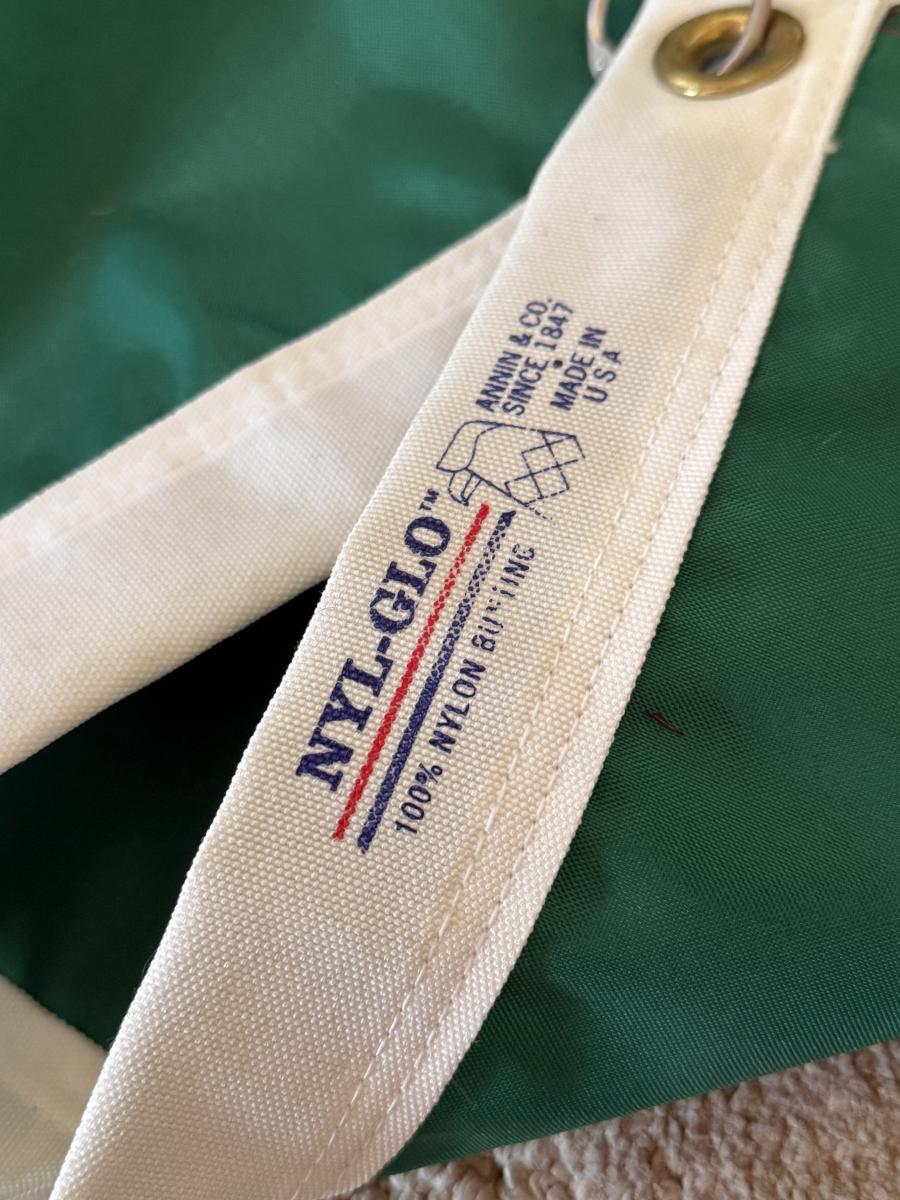 NYL-GLO™
100% NYLON BUNTING
ANNIN & CO.
SINCE 1847
MADE IN
U S A